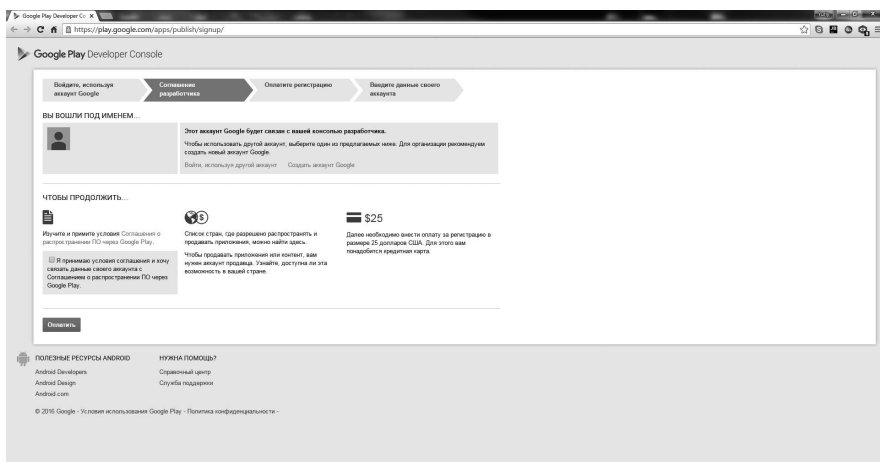 Google Play Developer Co
https://play.google.com/apps/publish/signup/
Google Play Developer Console
Войдите, используя
аккаунт Google
Соглашение
разработчика
Оплатите регистрацию
Введите данные своего
аккаунта
ВЫ ВОШЛИ ПОД ИМЕНЕМ...
Этот аккаунт Google будет связан с вашей консолью разработчика.
Чтобы использовать другой аккаунт, выберите один из предлагаемых ниже. Для организации рекомендуем
создать новый аккаунт Google.
Войти, используя другой аккаунт Создать аккаунт Google
ЧТОБЫ ПРОДОЛЖИТЬ...
Изучите и примите условия Соглашения о
распространении ПО через Google Play.
Я принимаю условия соглашения и хочу
связать данные своего аккаунта с
Соглашением о распространении ПО через
Google Play.
Список стран, где разрешено распространять и
продавать приложения, можно найти здесь.
Чтобы продавать приложения или контент, вам
нужен аккаунт продавца. Узнайте, доступна ли эта
возможность в вашей стране.
$25
Далее необходимо внести оплату за регистрацию в
размере 25 долларов США. Для этого вам
понадобится кредитная карта.
Оплатить
ПОЛЕЗНЫЕ РЕСУРСЫ ANDROID
Android Developers
Android Design
Android.com
НУЖНА ПОМОЩЬ?
Справочный центр
Служба поддержки
© 2016 Google - Условия использования Google Play - Политика конфиденциальности -